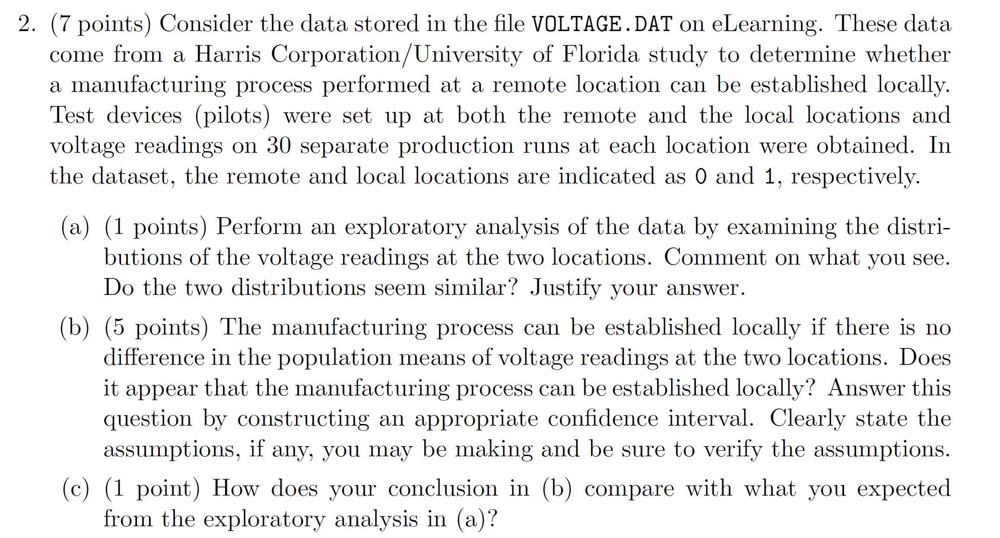 2. (7 points) Consider the data stored in the file VOLTAGE.DAT on eLearning. These data
come from a Harris Corporation/University of Florida study to determine whether
a manufacturing process performed at a remote location can be established locally.
Test devices (pilots) were set up at both the remote and the local locations and
voltage readings on 30 separate production runs at each location were obtained. In
the dataset, the remote and local locations are indicated as 0 and 1, respectively.
(a) (1 points) Perform an exploratory analysis of the data by examining the distri-
butions of the voltage readings at the two locations. Comment on what you see.
Do the two distributions seem similar? Justify your answer.
(b) (5 points) The manufacturing process can be established locally if there is no
difference in the population means of voltage readings at the two locations. Does
it appear that the manufacturing process can be established locally? Answer this
question by constructing an appropriate confidence interval. Clearly state the
assumptions, if any, you may be making and be sure to verify the assumptions.
(c) (1 point) How does your conclusion in (b) compare with what you expected
from the exploratory analysis in (a)?